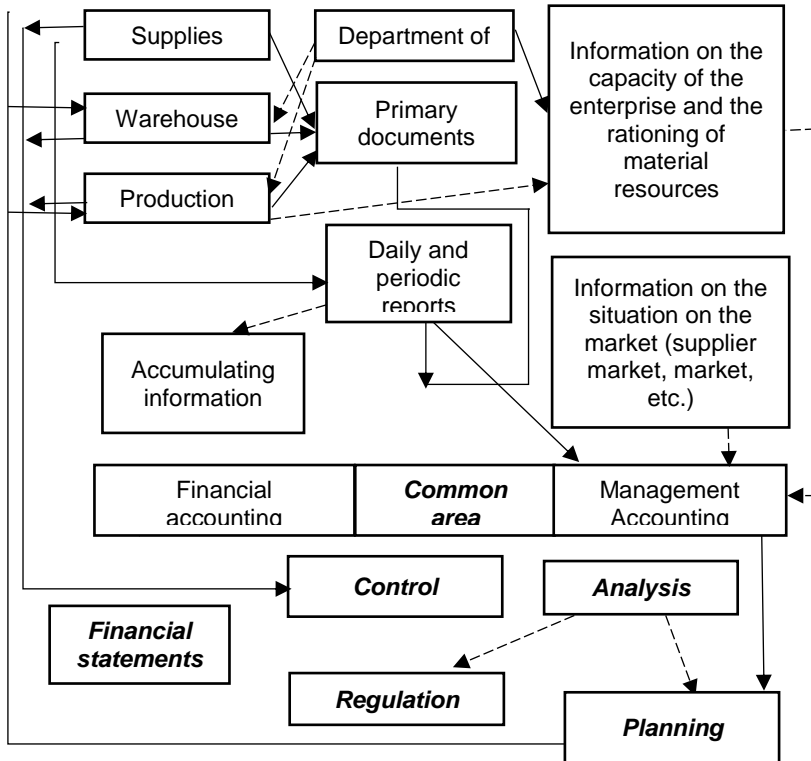 Supplies
Department of
Information on the
capacity of the
enterprise and the
rationing of
material
resources
Warehouse
Primary
documents
Production
Daily and
periodic
reports
Information on the
situation on the
market (supplier
market, market,
etc.)
Accumulating
information
Financial
accounting
Common
area
Management
Accounting
Control
Analysis
Financial
statements
Regulation
Planning